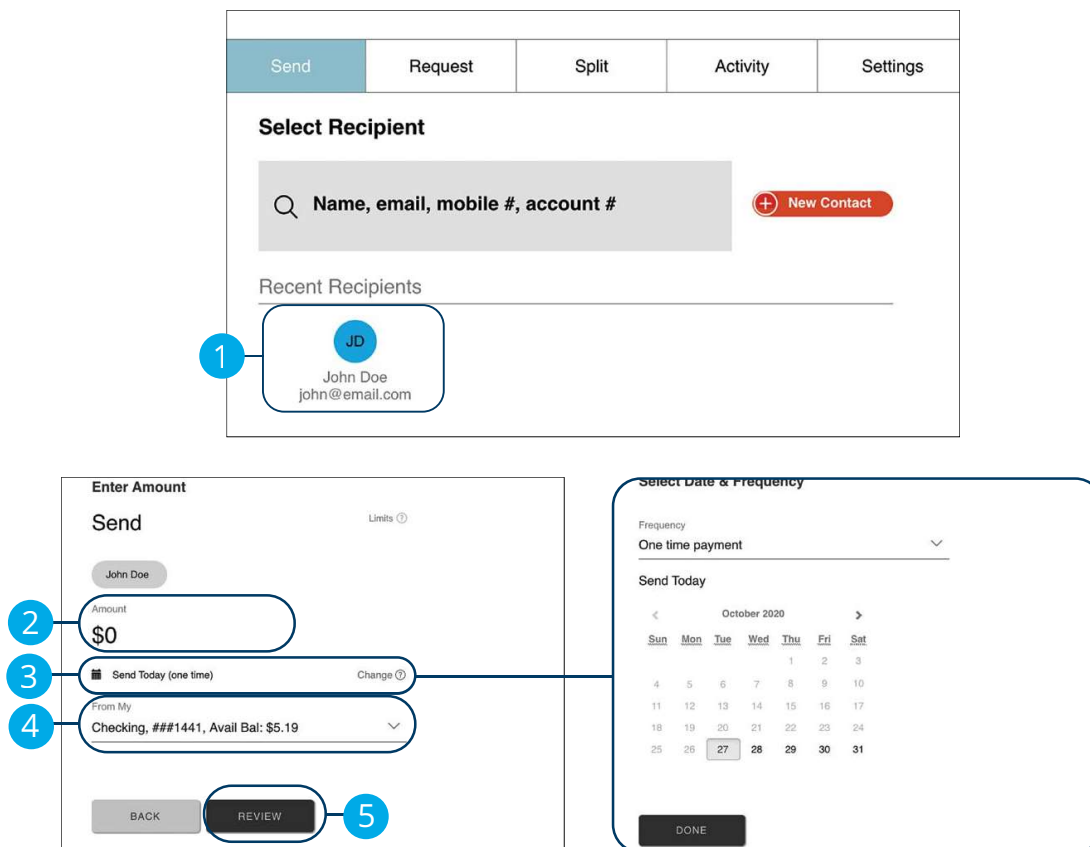 Send Request Split Activity Settings
Select Recipient
Name, email, mobile #, account #
New Contact
Recent Recipients
1
JD
John Doe
john@email.com
Enter Amount
Send Limits ?
John Doe
2
Amount
$0
3
Send Today (one time) Change ?
4
From My
Checking, ###1441, Avail Bal: $5.19
BACK REVIEW
5
Select Date & Frequency
Frequency
One time payment
Send Today
< October 2020 >
Sun Mon Tue Wed Thu Fri Sat
1 2 3
4 5 6 7 8 9 10
11 12 13 14 15 16 17
18 19 20 21 22 23 24
25 26 27 28 29 30 31
DONE